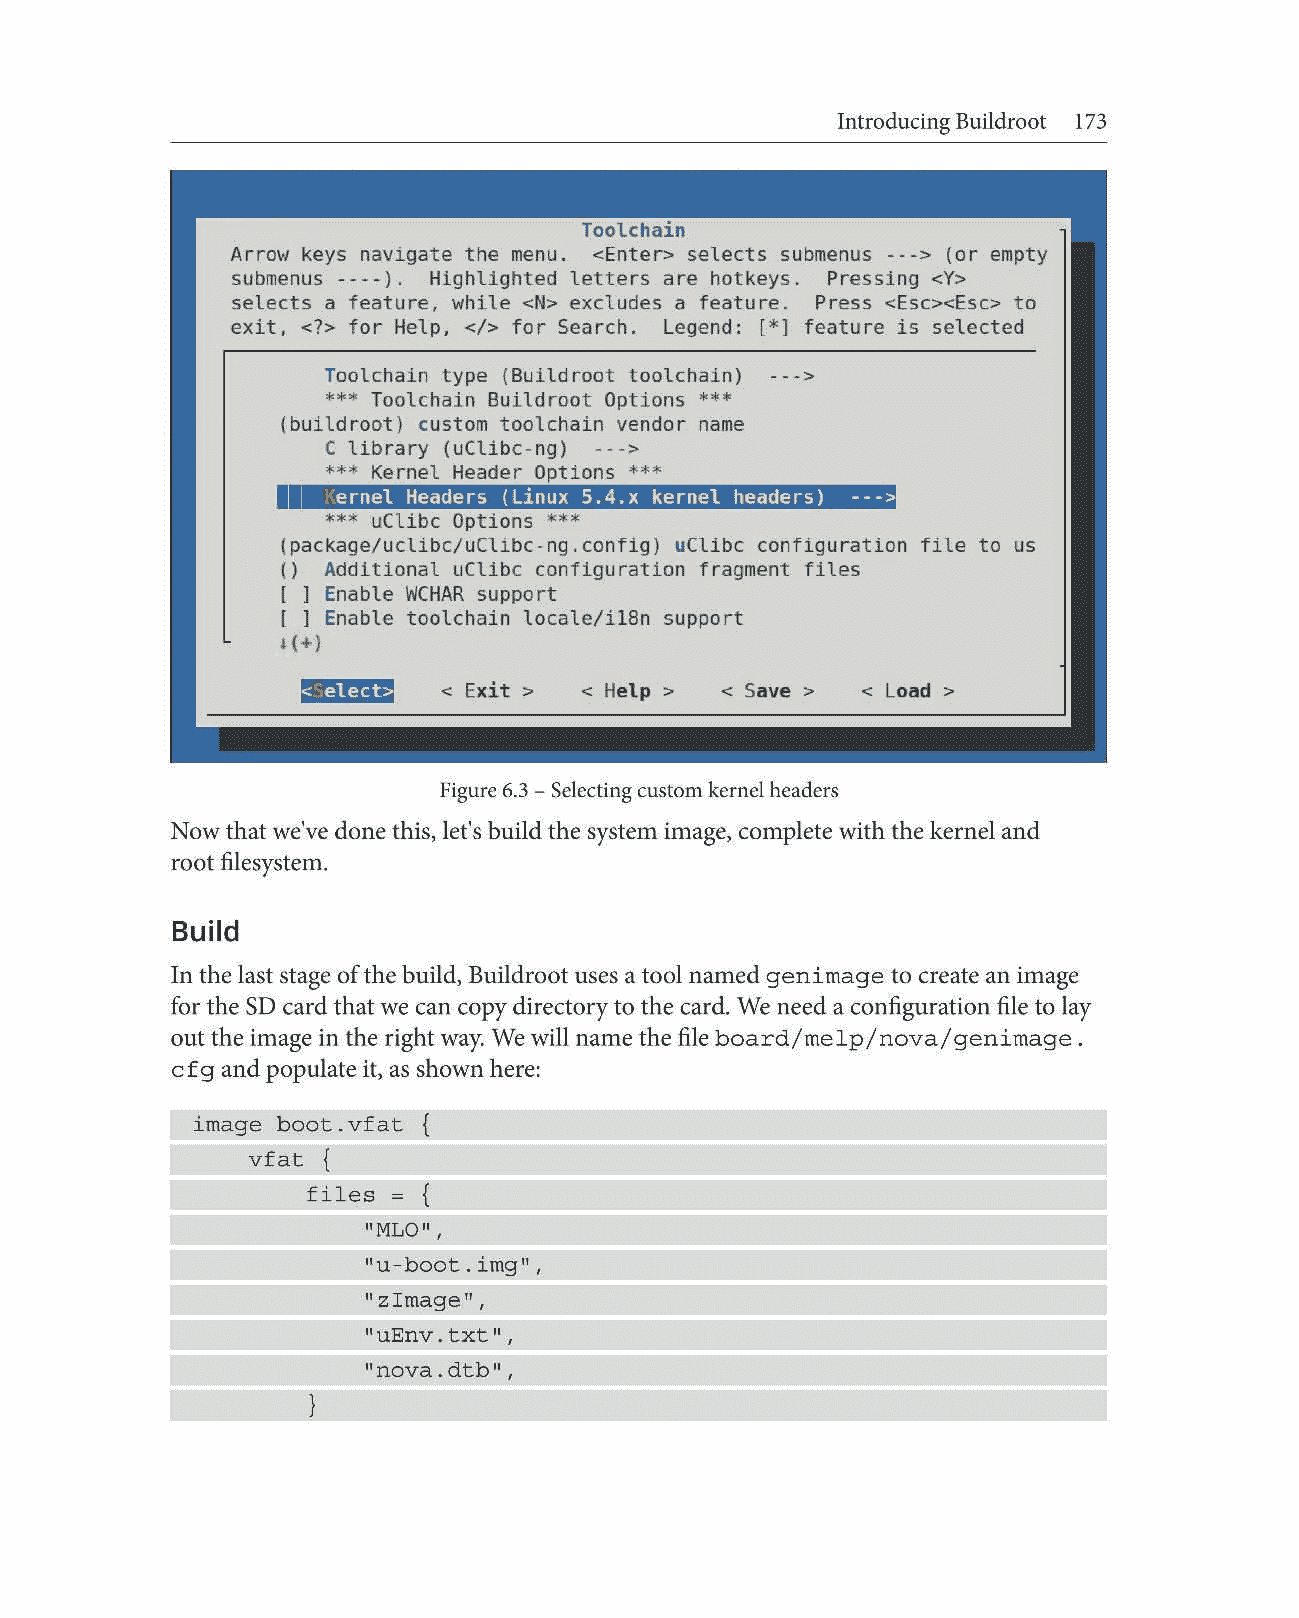 Introducing Buildroot 173
Toolchain
Arrow keys navigate the menu. <Enter> selects submenus ---> (or empty
submenus ----). Highlighted letters are hotkeys. Pressing <Y>
selects a feature, while <N> excludes a feature. Press <Esc><Esc> to
exit, <?> for Help, </> for Search. Legend: [*] feature is selected
Toolchain type (Buildroot toolchain) --->
*** Toolchain Buildroot Options ***
(buildroot) custom toolchain vendor name
C library (uClibc-ng) --->
*** Kernel Header Options ***
Kernel Headers (Linux 5.4.x kernel headers) --->
*** uClibc Options ***
(package/uclibc/uClibc-ng.config) uClibc configuration file to us
() Additional uClibc configuration fragment files
[ ] Enable WCHAR support
[ ] Enable toolchain locale/i18n support
↓(+)
<Select> < Exit > < Help > < Save > < Load >
Figure 6.3 – Selecting custom kernel headers
Now that we've done this, let's build the system image, complete with the kernel and
root filesystem.
Build
In the last stage of the build, Buildroot uses a tool named genimage to create an image
for the SD card that we can copy directory to the card. We need a configuration file to lay
out the image in the right way. We will name the file board/melp/nova/genimage.
cfg and populate it, as shown here:
image boot.vfat {
vfat {
files = {
"MLO",
"u-boot.img",
"zImage",
"uEnv.txt",
"nova.dtb",
}